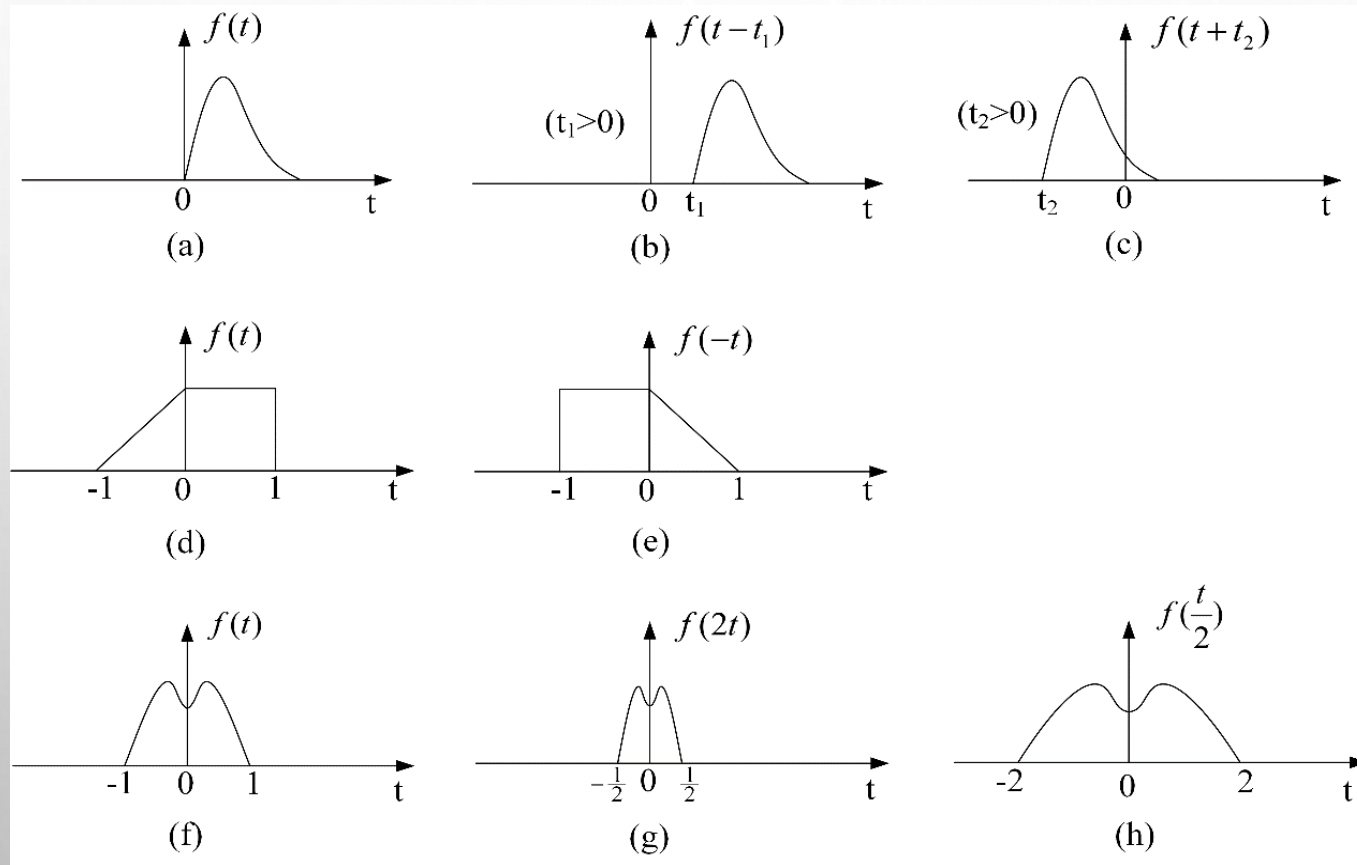 f(t) f(t−t₁) f(t+t₂)
(t₁>0) (t₂>0)
0 t 0 t₁ t t₂ 0 t
(a) (b) (c)
f(t) f(−t)
-1 0 1 t -1 0 1 t
(d) (e)
f(t) f(2t) f(t/2)
-1 0 1 t −1/2 0 1/2 t -2 0 2 t
(f) (g) (h)